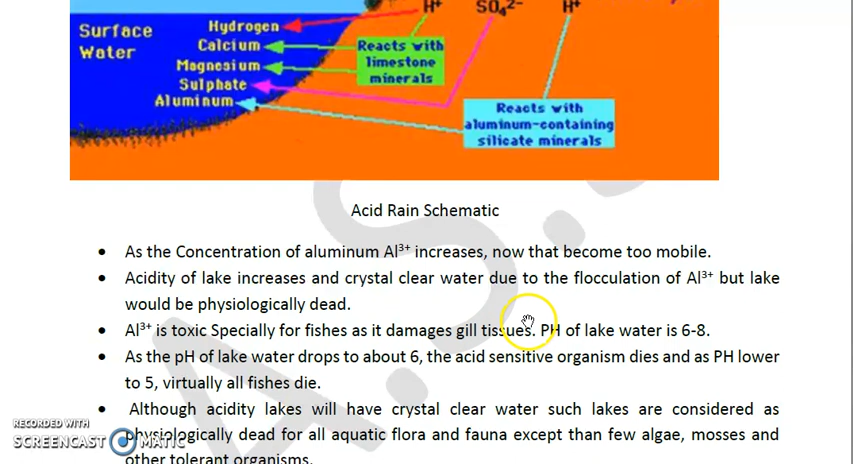 H⁺ SO₄²⁻ H⁺
Hydrogen
Surface
Water
Calcium
Magnesium
Sulphate
Aluminum
Reacts with
limestone
minerals
Reacts with
aluminum-containing
silicate minerals
Acid Rain Schematic
• As the Concentration of aluminum Al³⁺ increases, now that become too mobile.
• Acidity of lake increases and crystal clear water due to the flocculation of Al³⁺ but lake
would be physiologically dead.
• Al³⁺ is toxic Specially for fishes as it damages gill tissues. PH of lake water is 6-8.
• As the pH of lake water drops to about 6, the acid sensitive organism dies and as PH lower
to 5, virtually all fishes die.
• Although acidity lakes will have crystal clear water such lakes are considered as
physiologically dead for all aquatic flora and fauna except than few algae, mosses and
other tolerant organisms.
RECORDED WITH
SCREENCAST MATIC